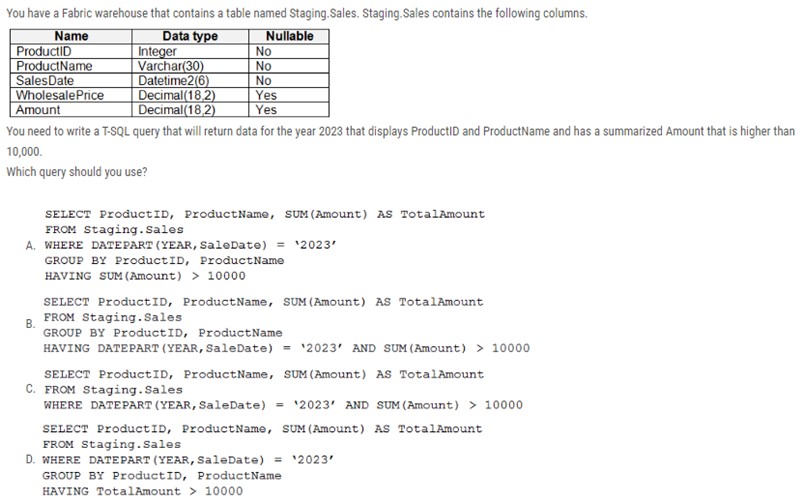 You have a Fabric warehouse that contains a table named Staging.Sales. Staging.Sales contains the following columns.
Name Data type Nullable
ProductID Integer No
ProductName Varchar(30) No
SalesDate Datetime2(6) No
WholesalePrice Decimal(18,2) Yes
Amount Decimal(18,2) Yes
You need to write a T-SQL query that will return data for the year 2023 that displays ProductID and ProductName and has a summarized Amount that is higher than
10,000.
Which query should you use?
SELECT ProductID, ProductName, SUM(Amount) AS TotalAmount
FROM Staging.Sales
A. WHERE DATEPART(YEAR,SaleDate) = ‘2023’
GROUP BY ProductID, ProductName
HAVING SUM(Amount) > 10000
SELECT ProductID, ProductName, SUM(Amount) AS TotalAmount
B. FROM Staging.Sales
GROUP BY ProductID, ProductName
HAVING DATEPART(YEAR,SaleDate) = ‘2023’ AND SUM(Amount) > 10000
SELECT ProductID, ProductName, SUM(Amount) AS TotalAmount
C. FROM Staging.Sales
WHERE DATEPART(YEAR,SaleDate) = ‘2023’ AND SUM(Amount) > 10000
SELECT ProductID, ProductName, SUM(Amount) AS TotalAmount
FROM Staging.Sales
D. WHERE DATEPART(YEAR,SaleDate) = ‘2023’
GROUP BY ProductID, ProductName
HAVING TotalAmount > 10000